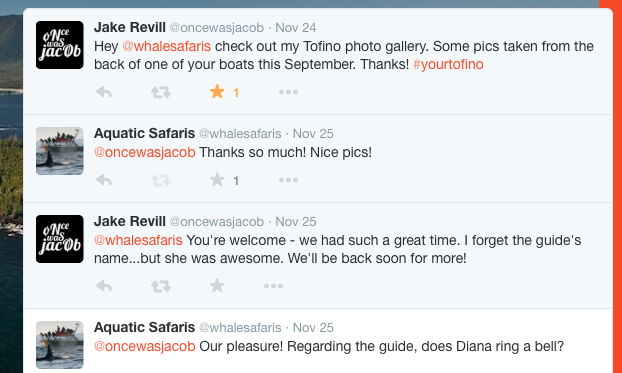 Jake Revill @oncewasjacob · Nov 24
Hey @whalesafaris check out my Tofino photo gallery. Some pics taken from the
back of one of your boats this September. Thanks! #yourtofino
1
Aquatic Safaris @whalesafaris · Nov 25
@oncewasjacob Thanks so much! Nice pics!
1
Jake Revill @oncewasjacob · Nov 25
@whalesafaris You're welcome - we had such a great time. I forget the guide's
name...but she was awesome. We'll be back soon for more!
Aquatic Safaris @whalesafaris · Nov 25
@oncewasjacob Our pleasure! Regarding the guide, does Diana ring a bell?
oNce
was
jacOb
oNce
was
jacOb